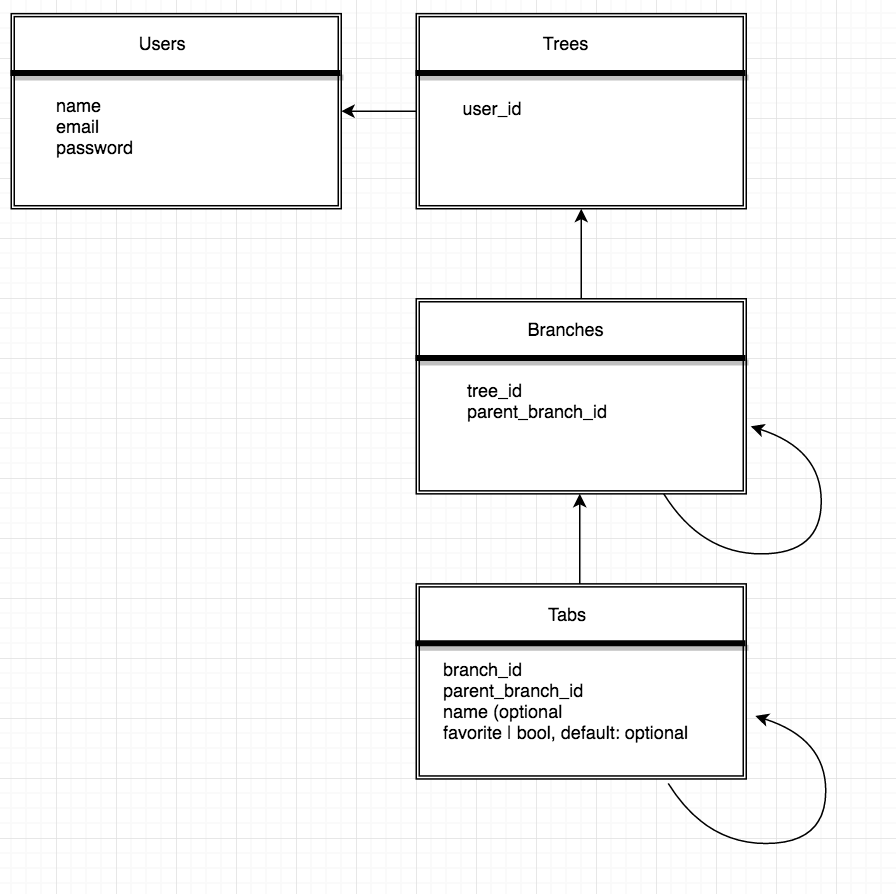 Users
name
email
password
Trees
user_id
Branches
tree_id
parent_branch_id
Tabs
branch_id
parent_branch_id
name (optional
favorite | bool, default: optional